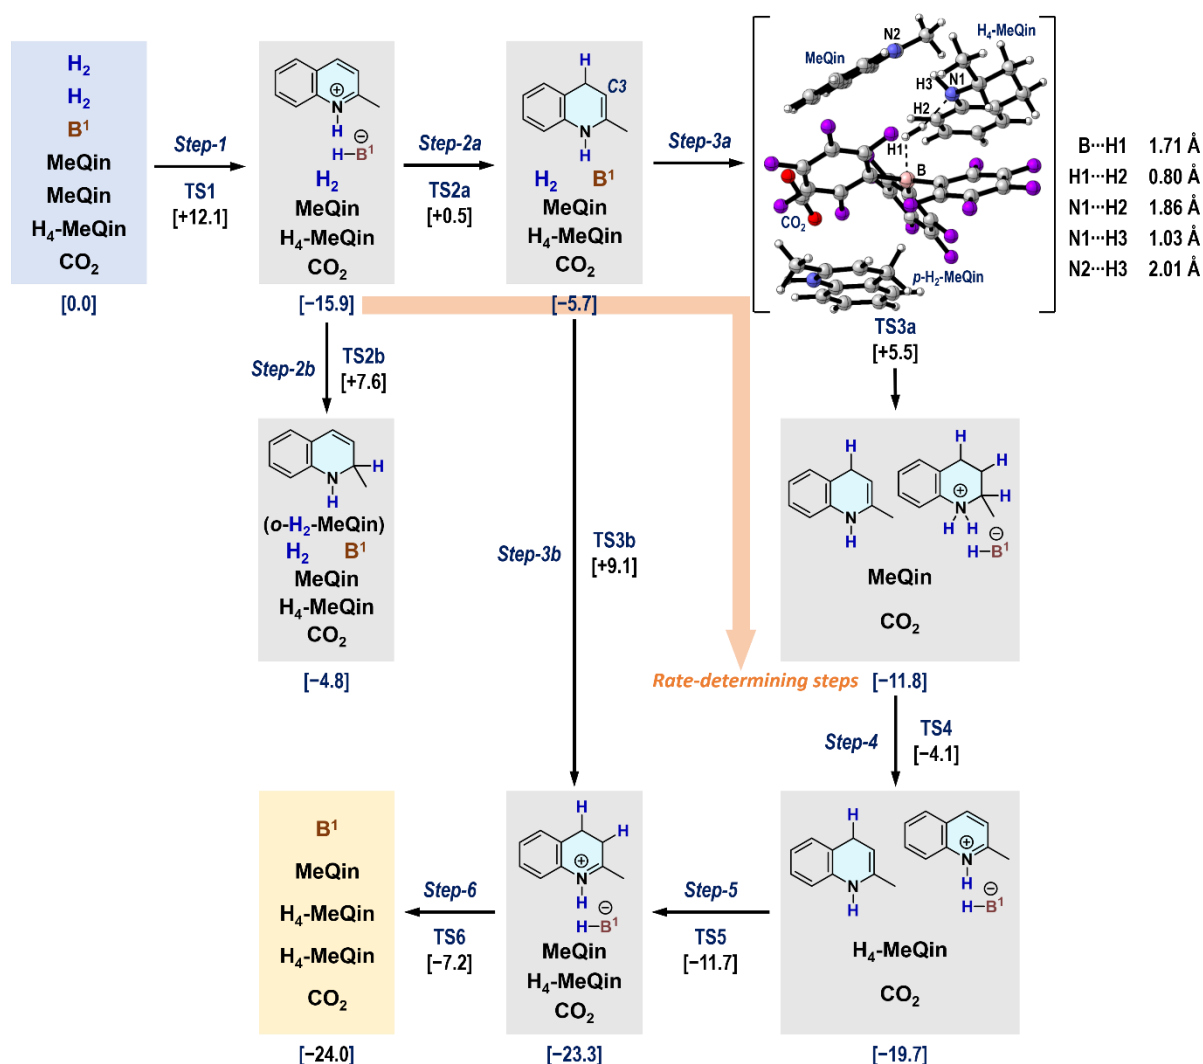 H₂
H₂
B¹
MeQin
MeQin
H₄-MeQin
CO₂
[0.0]
Step-1
TS1
[+12.1]
N
⊕
H
⊖
H–B¹
H₂
MeQin
H₄-MeQin
CO₂
[−15.9]
Step-2a
TS2a
[+0.5]
H
C3
N
H
H₂ B¹
MeQin
H₄-MeQin
CO₂
[−5.7]
Step-3a
N2
MeQin
H₄-MeQin
H3
N1
H2
H1
B
CO₂
p-H₂-MeQin
B···H1 1.71 Å
H1···H2 0.80 Å
N1···H2 1.86 Å
N1···H3 1.03 Å
N2···H3 2.01 Å
TS3a
[+5.5]
Step-2b
TS2b
[+7.6]
H
N
H
(o-H₂-MeQin)
H₂ B¹
MeQin
H₄-MeQin
CO₂
[−4.8]
Step-3b
TS3b
[+9.1]
Rate-determining steps
H
N
H
H
H
H
⊕
N
H H
⊖
H–B¹
MeQin
CO₂
[−11.8]
Step-4
TS4
[−4.1]
H
N
H
⊕
N
H
⊖
H–B¹
H₄-MeQin
CO₂
[−19.7]
Step-5
TS5
[−11.7]
H
H
⊕
N
H
⊖
H–B¹
MeQin
H₄-MeQin
CO₂
[−23.3]
Step-6
TS6
[−7.2]
B¹
MeQin
H₄-MeQin
H₄-MeQin
CO₂
[−24.0]